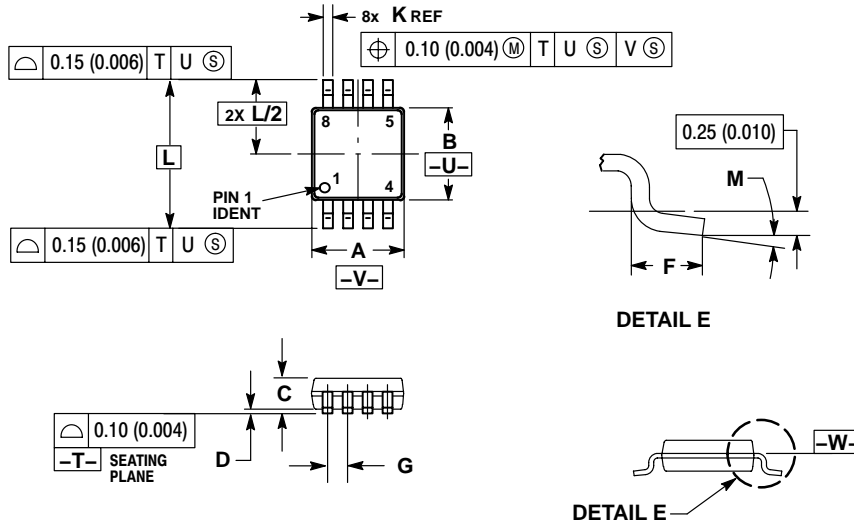 8x K REF
⌖ 0.10 (0.004) Ⓜ T U Ⓢ V Ⓢ
⌓ 0.15 (0.006) T U Ⓢ
2X L/2
8 5
B
-U-
L
1
4
PIN 1
IDENT
⌓ 0.15 (0.006) T U Ⓢ
A
-V-
0.25 (0.010)
M
F
DETAIL E
C
⌓ 0.10 (0.004)
-T- SEATING
PLANE
D
G
-W-
DETAIL E